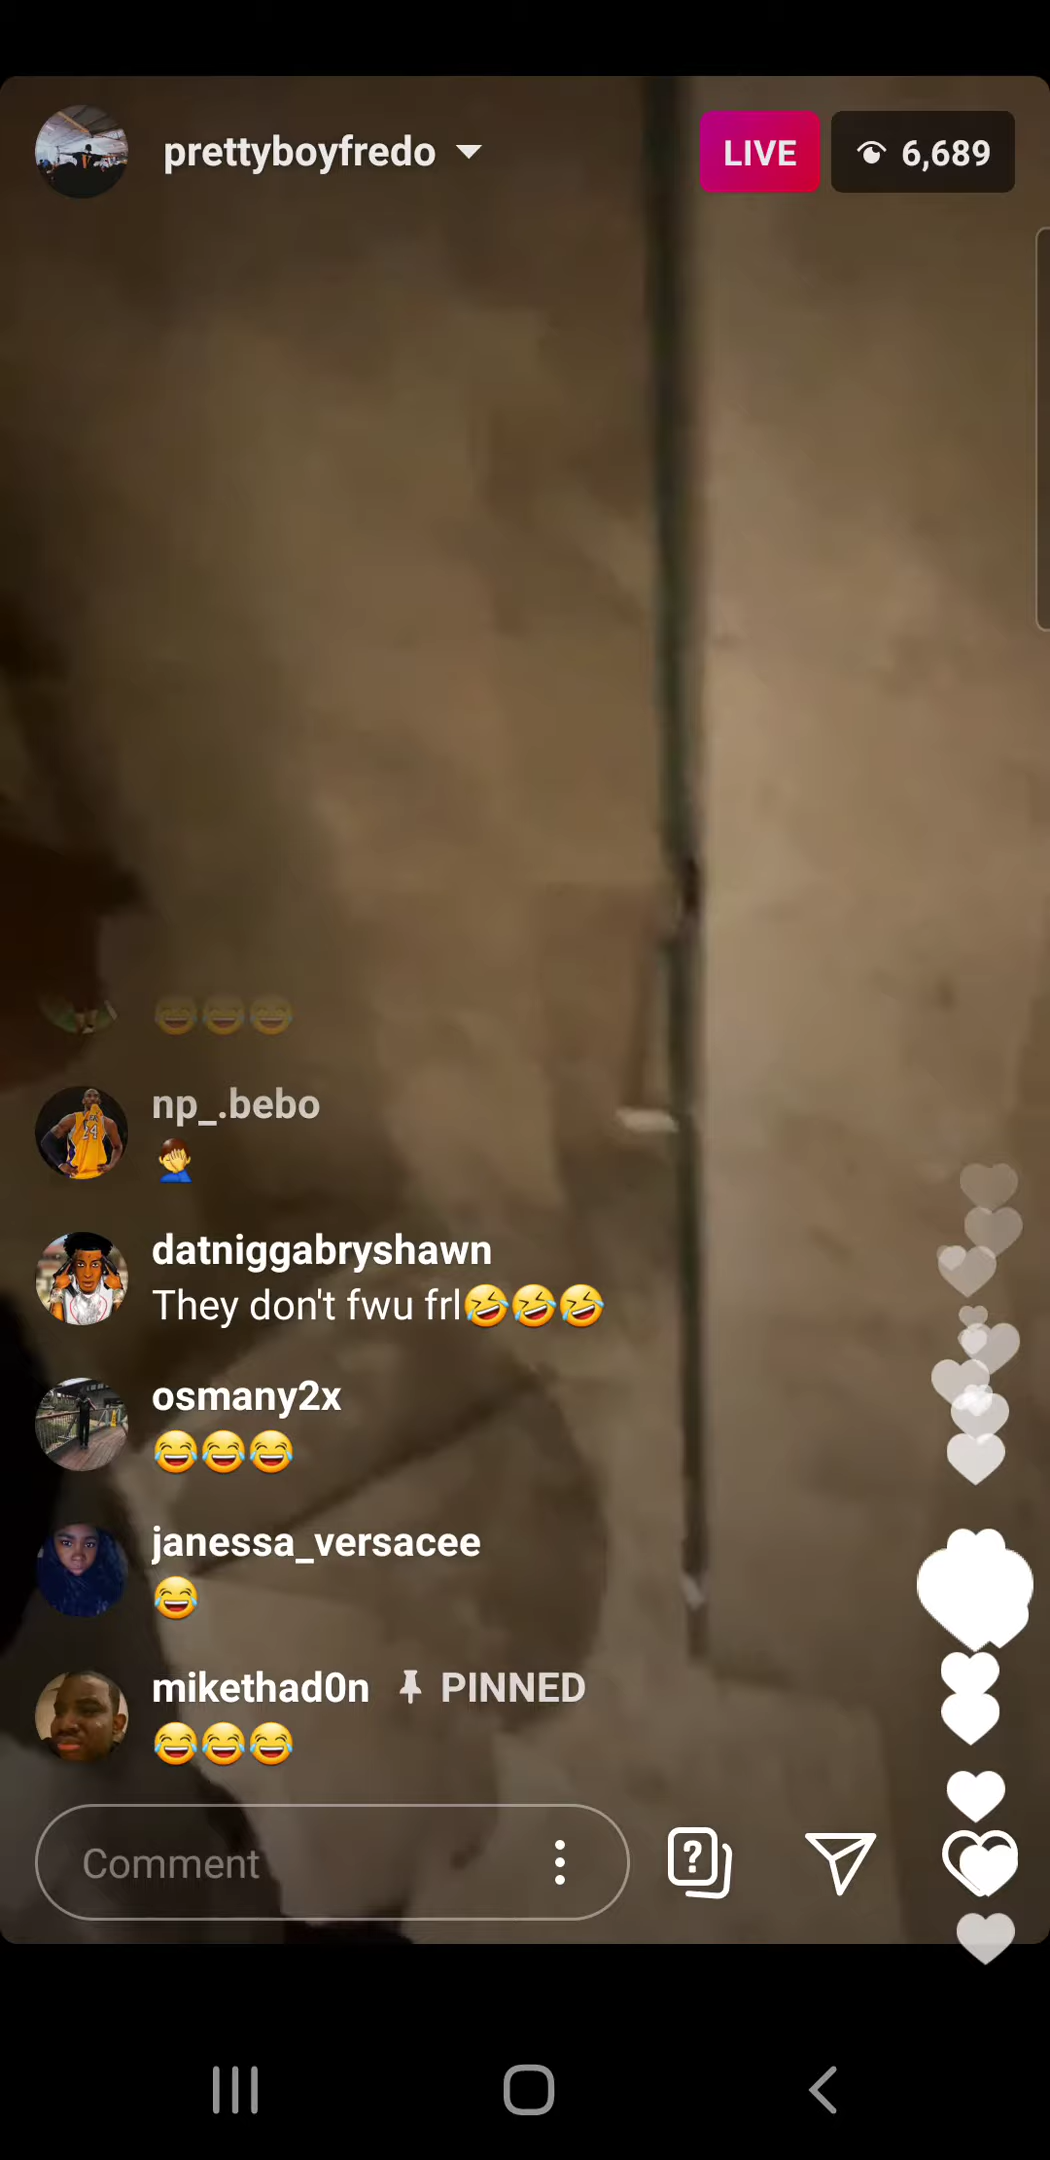 prettyboyfredo
LIVE
6,689
😂😂😂
np_.bebo
🤦‍♂️
datniggabryshawn
They don't fwu frl🤣🤣🤣
osmany2x
😂😂😂
janessa_versacee
😂
mikethad0n PINNED
😂😂😂
Comment